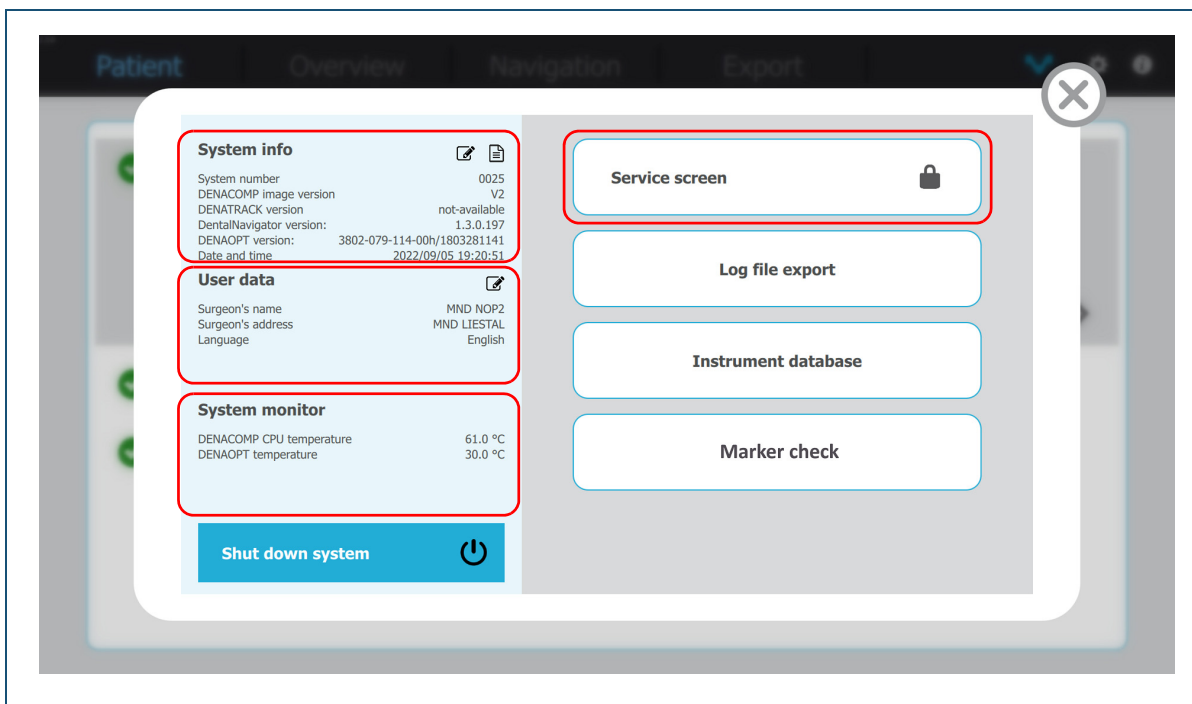 Patient Overview Navigation Export
System info
System number 0025
DENACOMP image version V2
DENATRACK version not-available
DentalNavigator version: 1.3.0.197
DENAOPT version: 3802-079-114-00h/1803281141
Date and time 2022/09/05 19:20:51
User data
Surgeon's name MND NOP2
Surgeon's address MND LIESTAL
Language English
System monitor
DENACOMP CPU temperature 61.0 °C
DENAOPT temperature 30.0 °C
Shut down system
Service screen
Log file export
Instrument database
Marker check